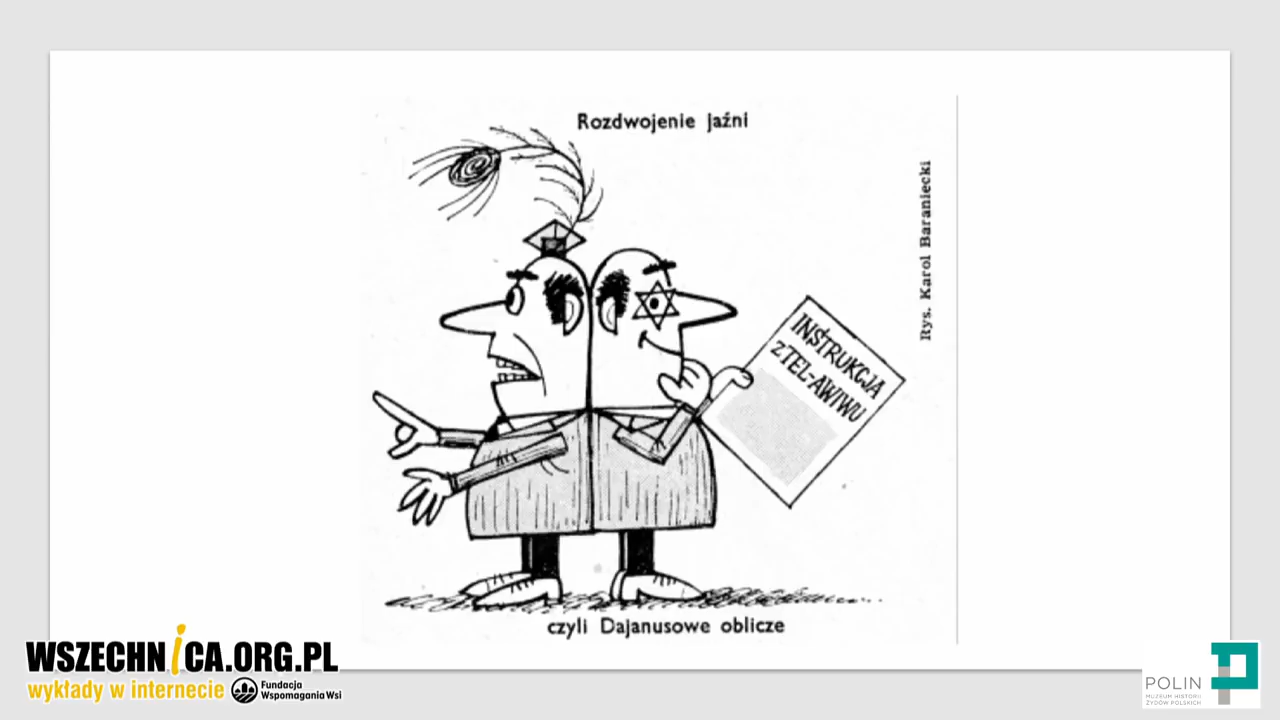 Rozdwojenie jaźni
Rys. Karol Baraniecki
INSTRUKCJA
z TEL-AWIWU
czyli Dajanusowe oblicze
WSZECHNiCA.ORG.PL
wykłady w internecie
Fundacja
Wspomagania Wsi
POLIN
MUZEUM HISTORII
ŻYDÓW POLSKICH